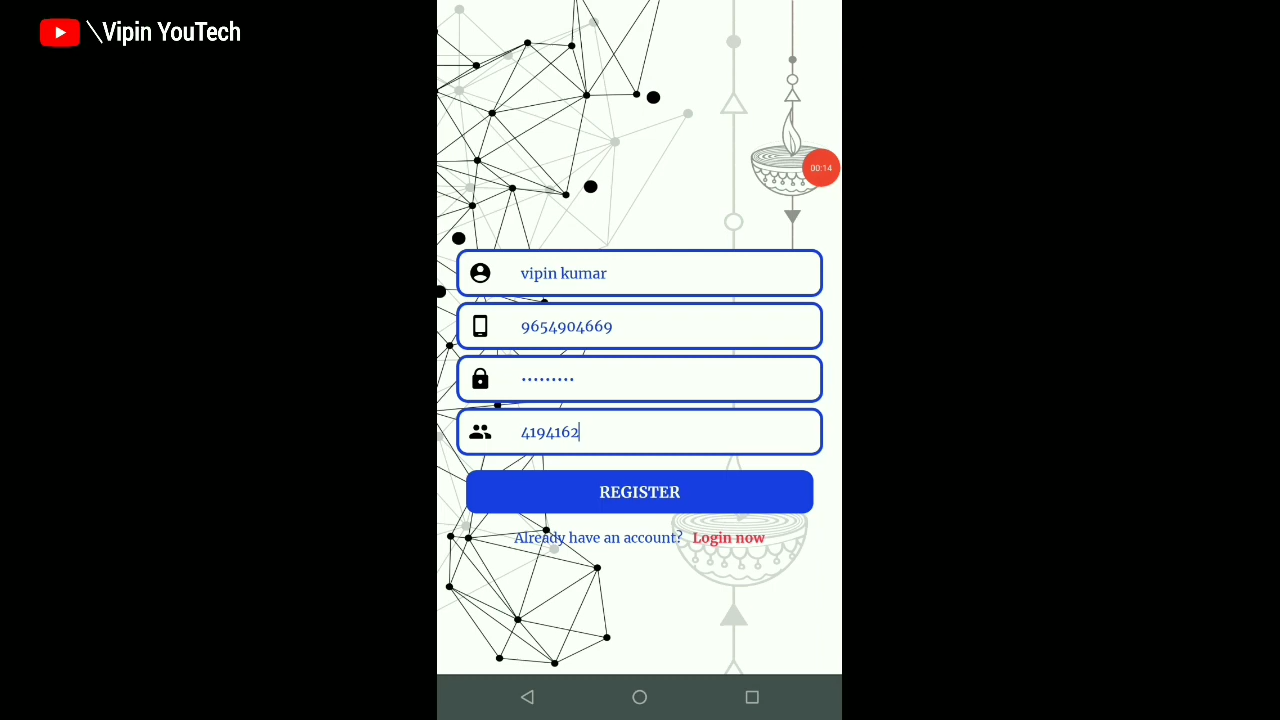 \Vipin YouTech
00:14
vipin kumar
9654904669
•••••••••
4194162
REGISTER
Already have an account? Login now